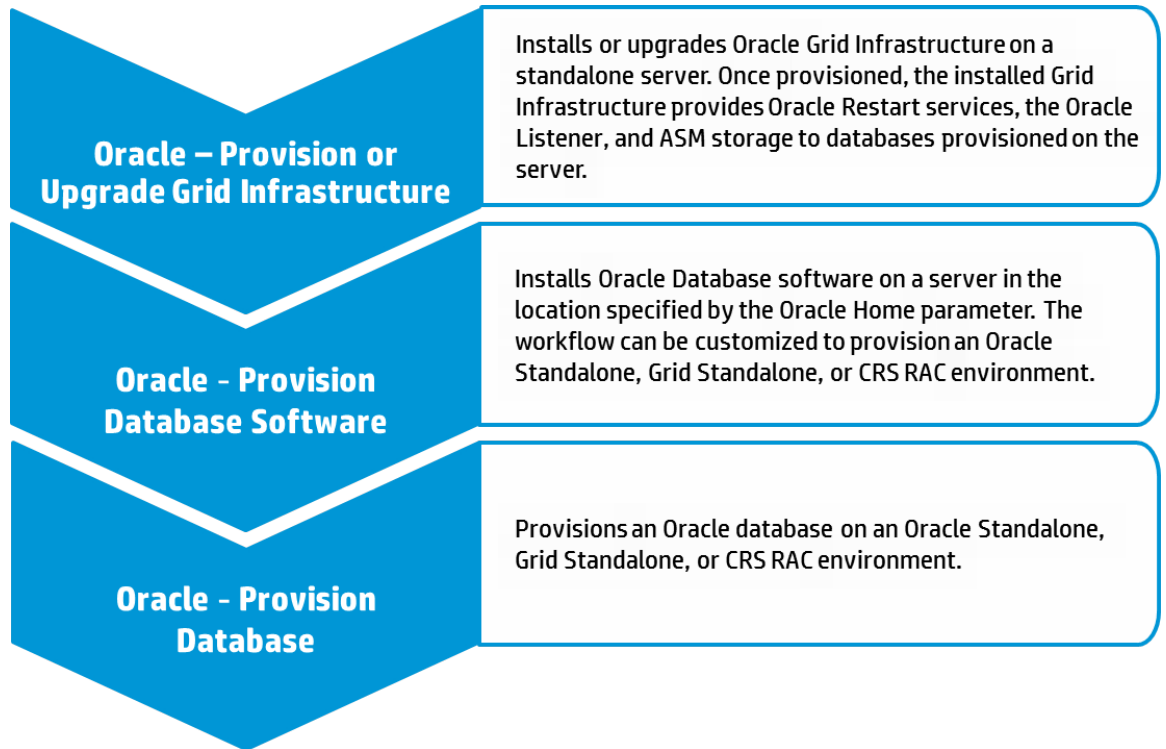 Oracle – Provision or
Upgrade Grid Infrastructure
Installs or upgrades Oracle Grid Infrastructure on a
standalone server. Once provisioned, the installed Grid
Infrastructure provides Oracle Restart services, the Oracle
Listener, and ASM storage to databases provisioned on the
server.
Oracle - Provision
Database Software
Installs Oracle Database software on a server in the
location specified by the Oracle Home parameter. The
workflow can be customized to provision an Oracle
Standalone, Grid Standalone, or CRS RAC environment.
Oracle - Provision
Database
Provisions an Oracle database on an Oracle Standalone,
Grid Standalone, or CRS RAC environment.